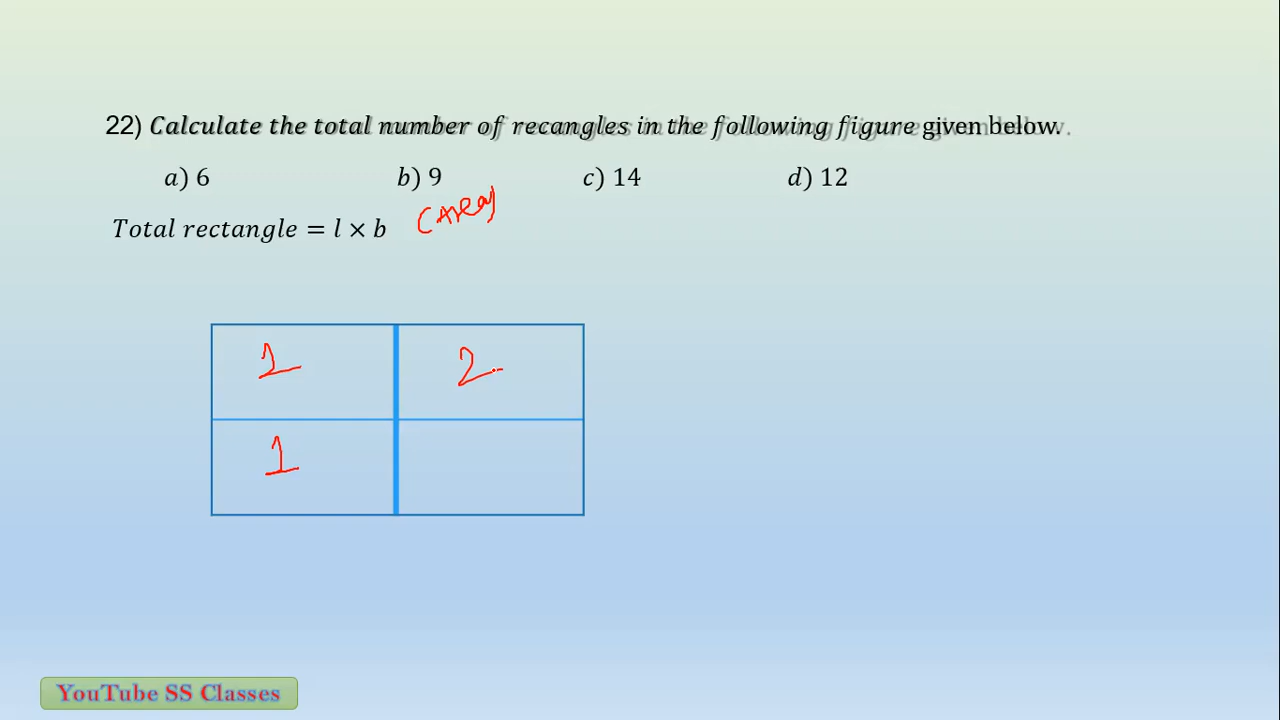 22) Calculate the total number of recangles in the following figure given below.
a) 6 b) 9 c) 14 d) 12
Total rectangle = l × b (Area)
1 2
1
YouTube SS Classes